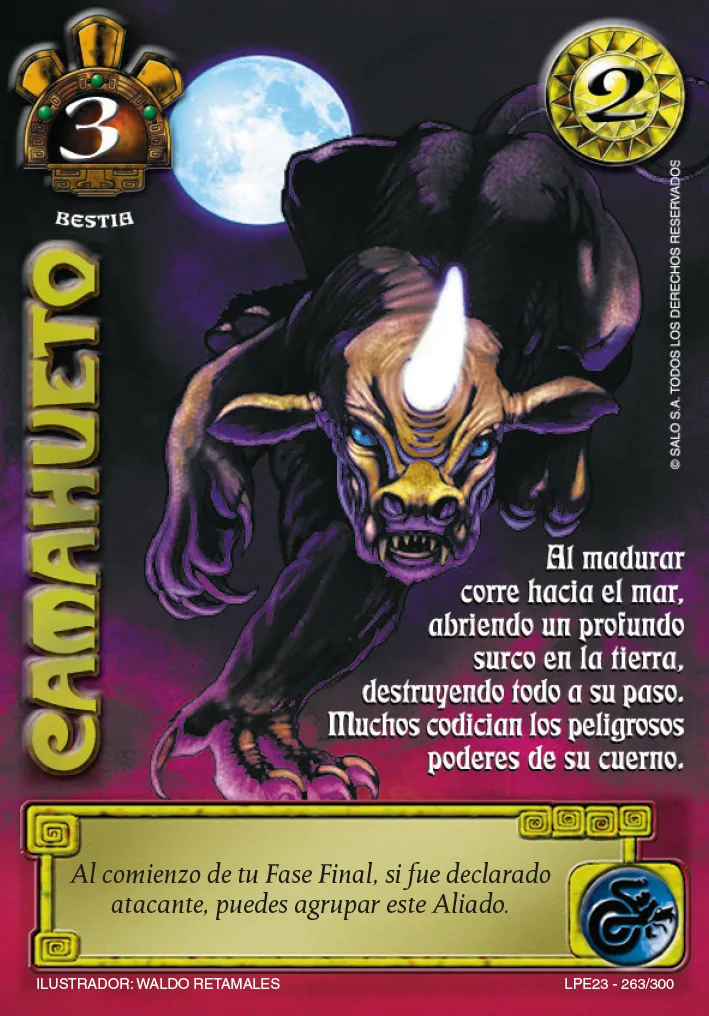 3
2
BESTIA
© SALO S.A. TODOS LOS DERECHOS RESERVADOS
CAMAHUETO
Al madurar
corre hacia el mar,
abriendo un profundo
surco en la tierra,
destruyendo todo a su paso.
Muchos codician los peligrosos
poderes de su cuerno.
Al comienzo de tu Fase Final, si fue declarado
atacante, puedes agrupar este Aliado.
ILUSTRADOR: WALDO RETAMALES
LPE23 - 263/300